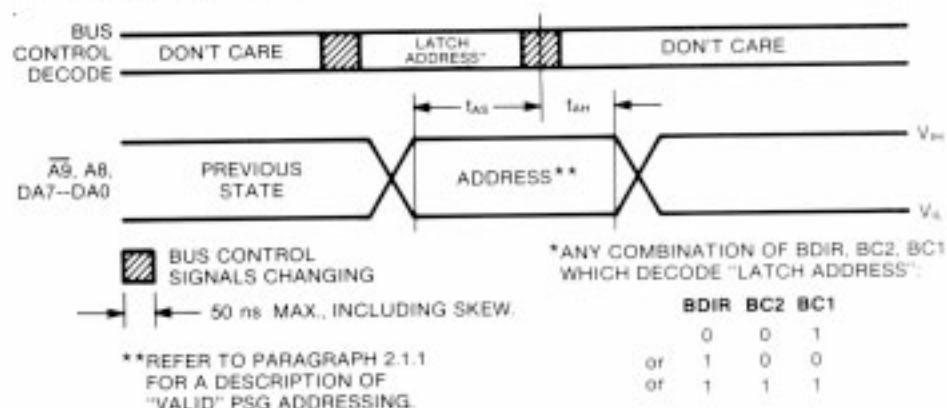 BUS
CONTROL
DECODE
DON'T CARE
LATCH
ADDRESS*
DON'T CARE
tAS
tAH
A9, A8,
DA7--DA0
PREVIOUS
STATE
ADDRESS**
VIH
VIL
BUS CONTROL
SIGNALS CHANGING
50 ns MAX., INCLUDING SKEW.
**REFER TO PARAGRAPH 2.1.1
FOR A DESCRIPTION OF
"VALID" PSG ADDRESSING.
*ANY COMBINATION OF BDIR, BC2, BC1
WHICH DECODE "LATCH ADDRESS":
BDIR BC2 BC1
0 0 1
or 1 0 0
or 1 1 1